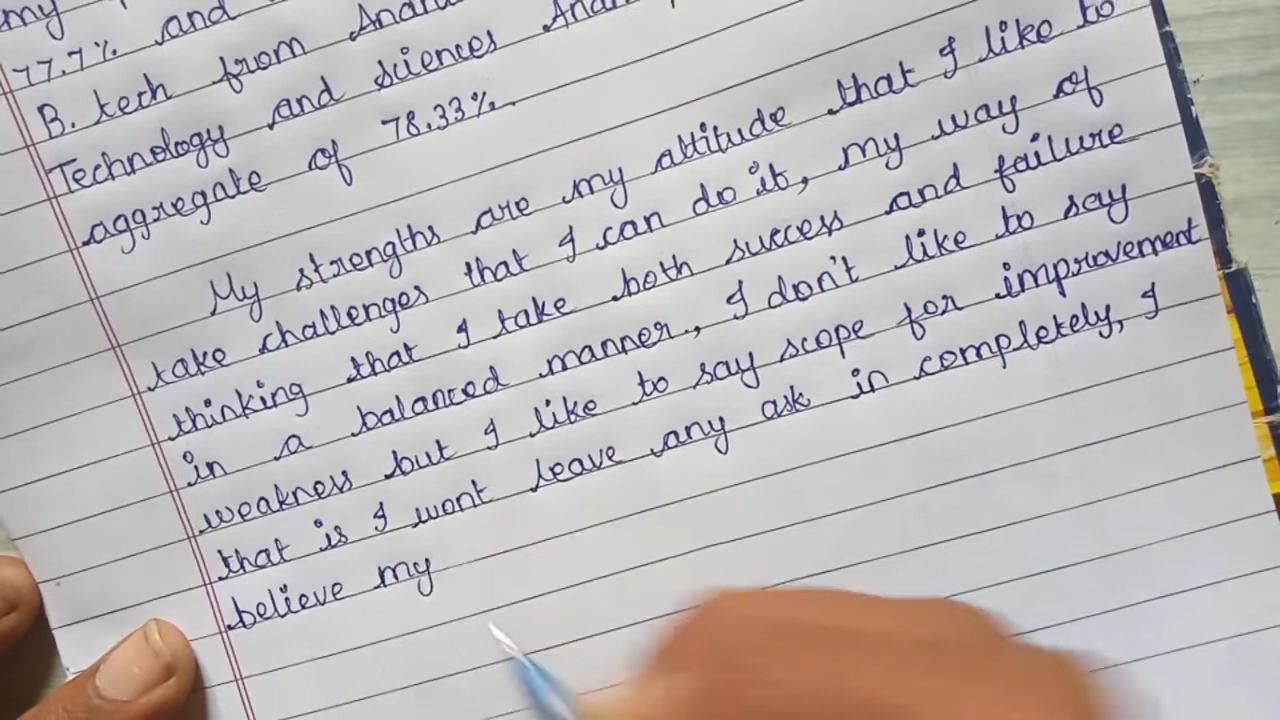 my
77.7% and
B. tech from
Technology and sciences
aggregate of 78.33%.
My strengths are my attitude that I like to
take challenges that I can do it, my way of
thinking that I take both success and failure
in a balanced manner, I don't like to say
weakness but I like to say scope for improvement
that is I wont leave any ask in completely, I
believe my